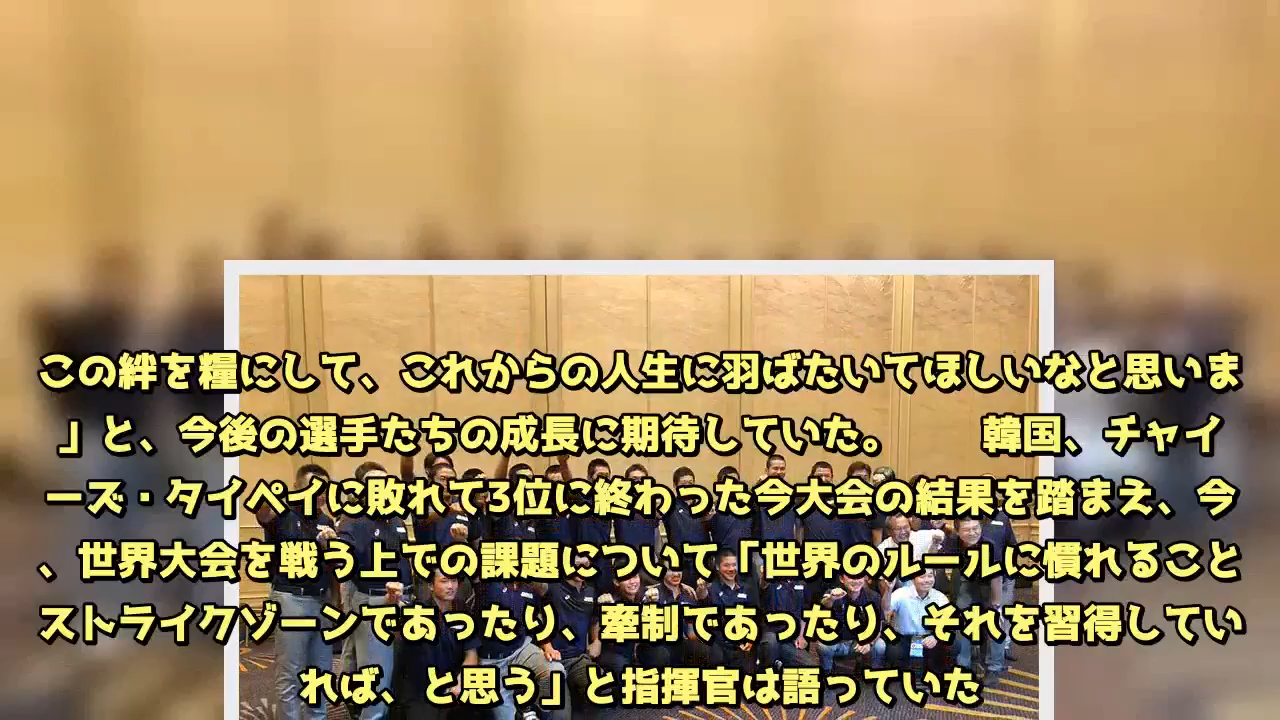 この絆を糧にして、これからの人生に羽ばたいてほしいなと思いま
」と、今後の選手たちの成長に期待していた。　　韓国、チャイ
ーズ・タイペイに敗れて3位に終わった今大会の結果を踏まえ、今
、世界大会を戦う上での課題について「世界のルールに慣れること
ストライクゾーンであったり、牽制であったり、それを習得してい
れば、と思う」と指揮官は語っていた